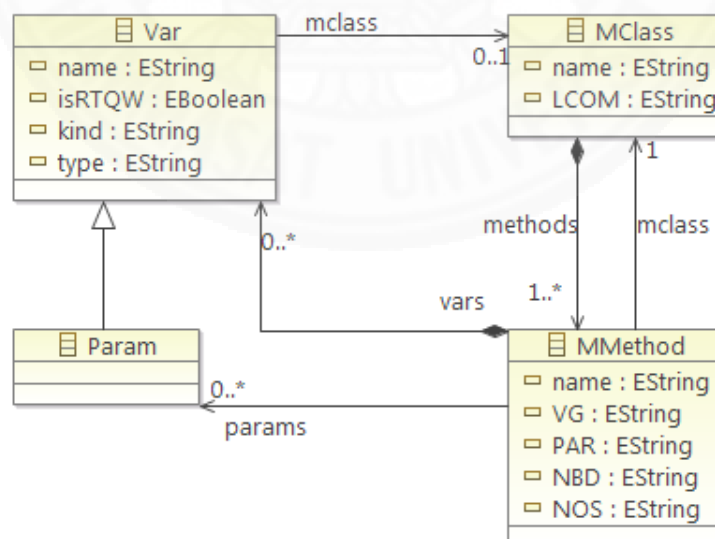 Var
name : EString
isRTQW : EBoolean
kind : EString
type : EString
mclass
0..1
MClass
name : EString
LCOM : EString
methods
1..*
mclass
1
0..*
vars
Param
0..*
params
MMethod
name : EString
VG : EString
PAR : EString
NBD : EString
NOS : EString